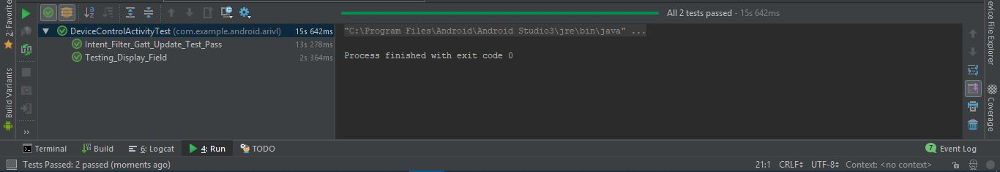 All 2 tests passed - 15s 642ms
DeviceControlActivityTest (com.example.android.arivl) 15s 642ms
Intent_Filter_Gatt_Update_Test_Pass 13s 278ms
Testing_Display_Field 2s 364ms
"C:\Program Files\Android\Android Studio3\jre\bin\java" ...
Process finished with exit code 0
2: Favorites
Build Variants
evice File Explorer
Coverage
Terminal Build 6: Logcat 4: Run TODO 7 Event Log
Tests Passed: 2 passed (moments ago) 21:1 CRLF UTF-8 Context: <no context>